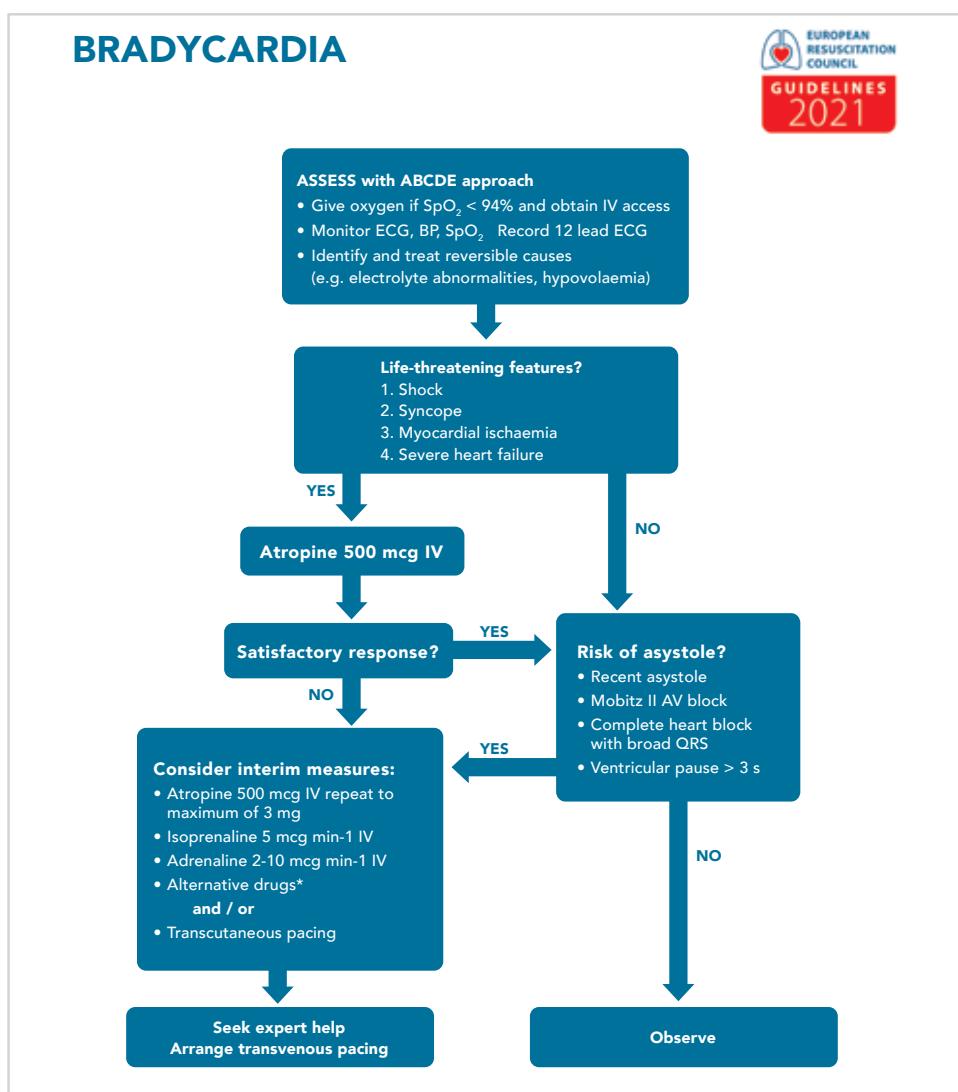 BRADYCARDIA
EUROPEAN
RESUSCITATION
COUNCIL
GUIDELINES
2021
ASSESS with ABCDE approach
• Give oxygen if SpO₂ < 94% and obtain IV access
• Monitor ECG, BP, SpO₂ Record 12 lead ECG
• Identify and treat reversible causes
(e.g. electrolyte abnormalities, hypovolaemia)
Life-threatening features?
1. Shock
2. Syncope
3. Myocardial ischaemia
4. Severe heart failure
YES
NO
Atropine 500 mcg IV
Satisfactory response?
YES
NO
Risk of asystole?
• Recent asystole
• Mobitz II AV block
• Complete heart block
with broad QRS
• Ventricular pause > 3 s
YES
NO
Consider interim measures:
• Atropine 500 mcg IV repeat to
maximum of 3 mg
• Isoprenaline 5 mcg min-1 IV
• Adrenaline 2-10 mcg min-1 IV
• Alternative drugs*
and / or
• Transcutaneous pacing
Seek expert help
Arrange transvenous pacing
Observe